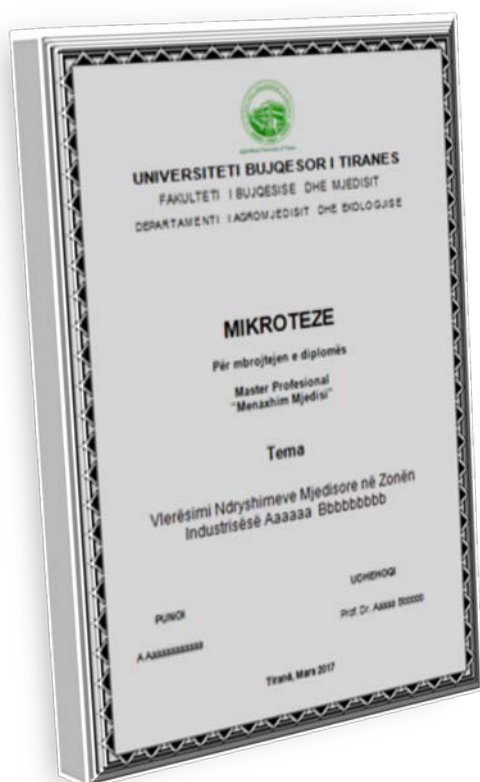 UNIVERSITETI BUJQESOR I TIRANES
FAKULTETI I BUJQESISE DHE MJEDISIT
DEPARTAMENTI I AGROMJEDISIT DHE EKOLOGJISE
MIKROTEZE
Për mbrojtejen e diplomës
Master Profesional
"Menaxhim Mjedisi"
Tema
Vlerësimi Ndryshimeve Mjedisore në Zonën
Industrisësë Aaaaaa Bbbbbbbbb
PUNOI
UDHEHOQI
A.Aaaaaaaaaaaa
Prof. Dr. Aaaaa Bbbbbb
Tiranë, Mars 2017